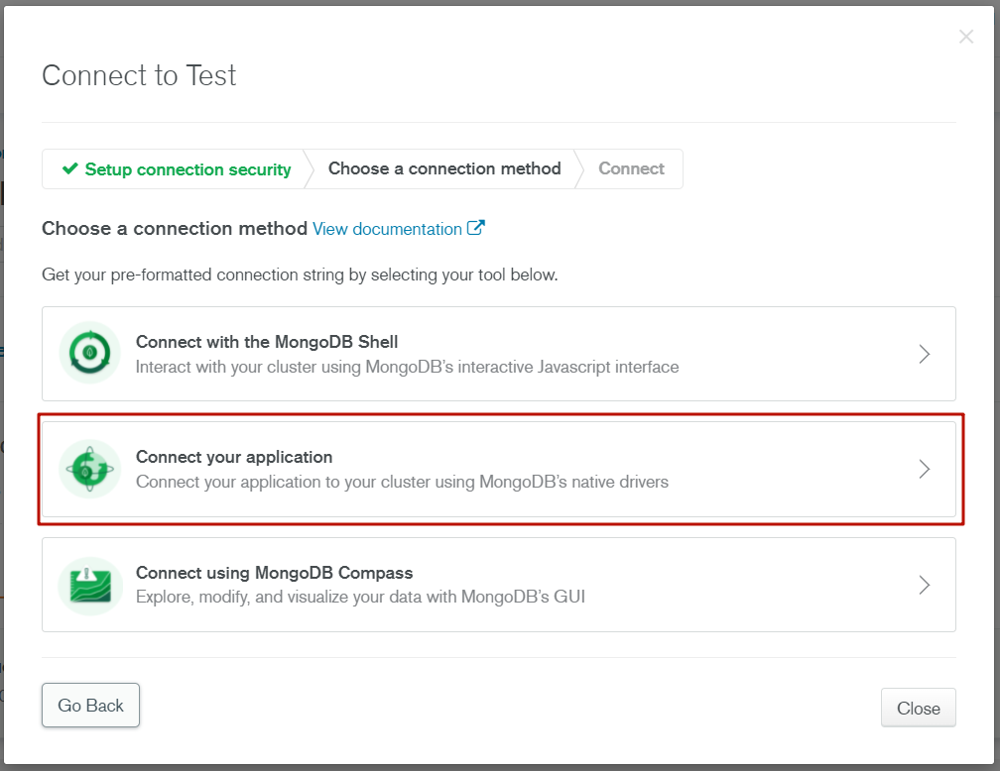 Connect to Test
Setup connection security
Choose a connection method
Connect
Choose a connection method View documentation
Get your pre-formatted connection string by selecting your tool below.
Connect with the MongoDB Shell
Interact with your cluster using MongoDB's interactive Javascript interface
Connect your application
Connect your application to your cluster using MongoDB's native drivers
Connect using MongoDB Compass
Explore, modify, and visualize your data with MongoDB's GUI
Go Back
Close